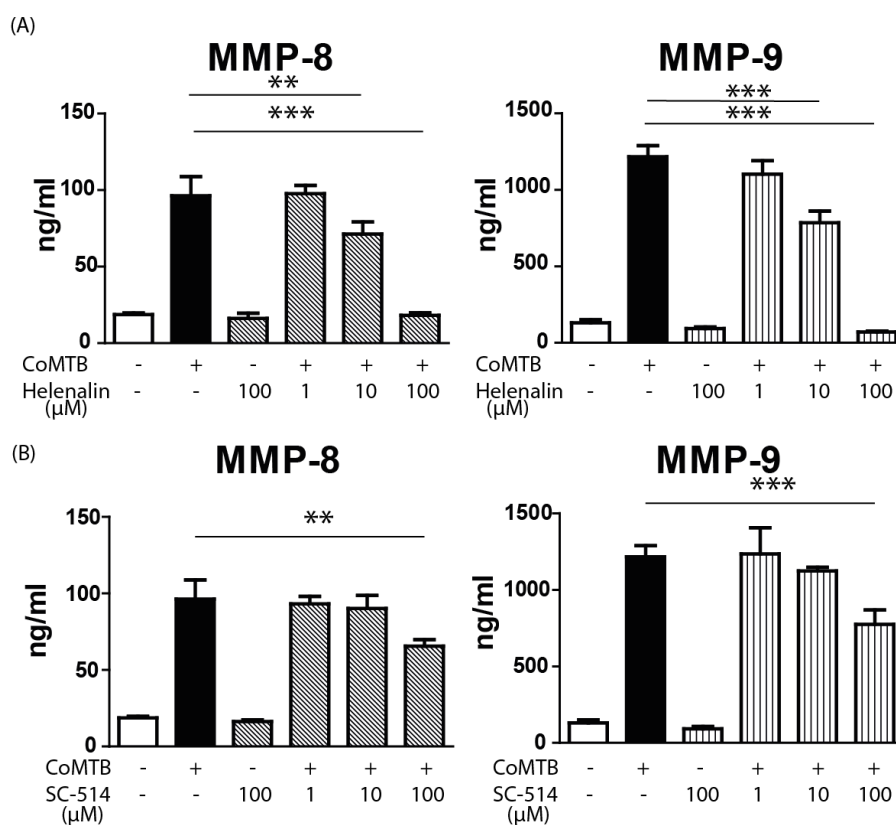 (A)
MMP-8
MMP-9
**
***
***
***
150
100
50
0
ng/ml
1500
1000
500
0
ng/ml
CoMTB - + - + + +
Helenalin - - 100 1 10 100
(μM)
CoMTB - + - + + +
Helenalin - - 100 1 10 100
(μM)
(B)
MMP-8
MMP-9
**
***
150
100
50
0
ng/ml
1500
1000
500
0
ng/ml
CoMTB - + - + + +
SC-514 - - 100 1 10 100
(μM)
CoMTB - + - + + +
SC-514 - - 100 1 10 100
(μM)